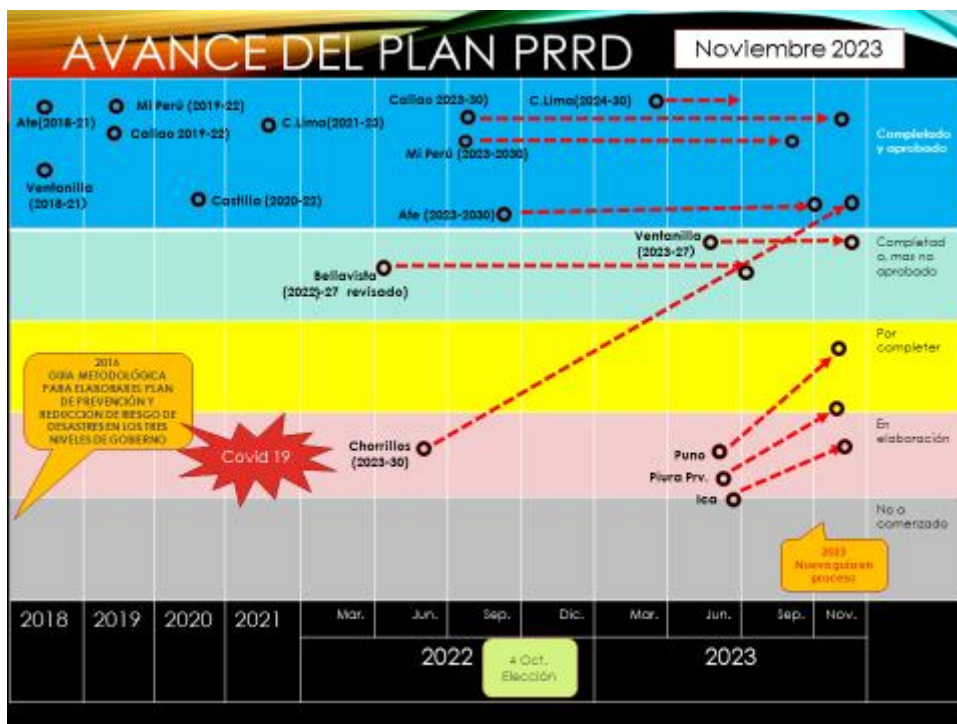 AVANCE DEL PLAN PRRD
Noviembre 2023
Ate(2018-21)
Mi Perú (2019-22)
Callao 2019-22)
C.Lima(2021-23)
Callao 2023-30)
C.Lima(2024-30)
Mi Perú (2023-2030)
Completado
y aprobado
Ventanilla
(2018-21)
Castilla (2020-22)
Ate (2023-2030)
Ventanilla
(2023-27)
Bellavista
(2022)-27 revisado)
Completad
o, mas no
aprobado
Por
completer
2016
GUIA METODOLÓGICA
PARA ELABORAR EL PLAN
DE PREVENCIÓN Y
REDUCCION DE RIESGO DE
DESASTRES EN LOS TRES
NIVELES DE GOBIERNO
Covid 19
Chorrillos
(2023-30)
Puno
Piura Prv.
Ica
En
elaboración
No a
comenzado
2023
Nueva guia en
proceso
2018
2019
2020
2021
Mar.
Jun.
Sep.
Dic.
Mar.
Jun.
Sep.
Nov.
2022
4 Oct.
Elección
2023